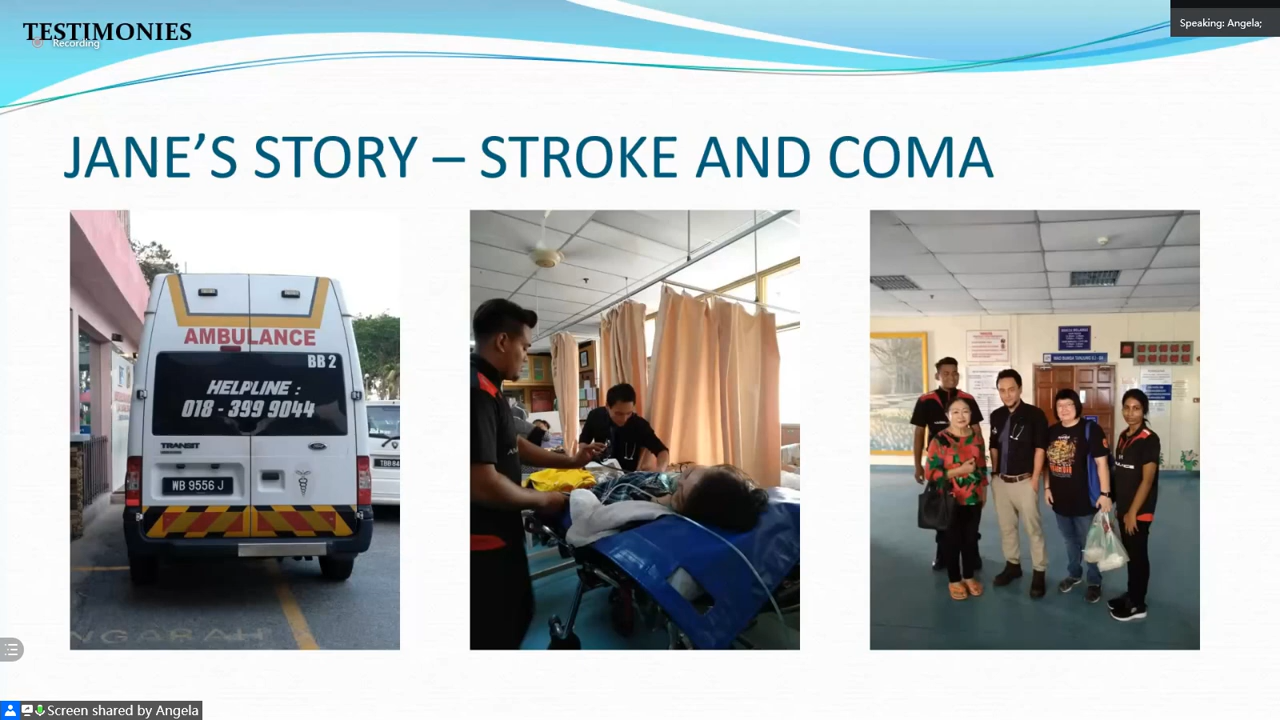 TESTIMONIES
Recording
Speaking: Angela;
JANE'S STORY – STROKE AND COMA
AMBULANCE
BB 2
HELPLINE :
018 - 399 9044
TRANSIT
WB 9556 J
NGARAH
Screen shared by Angela